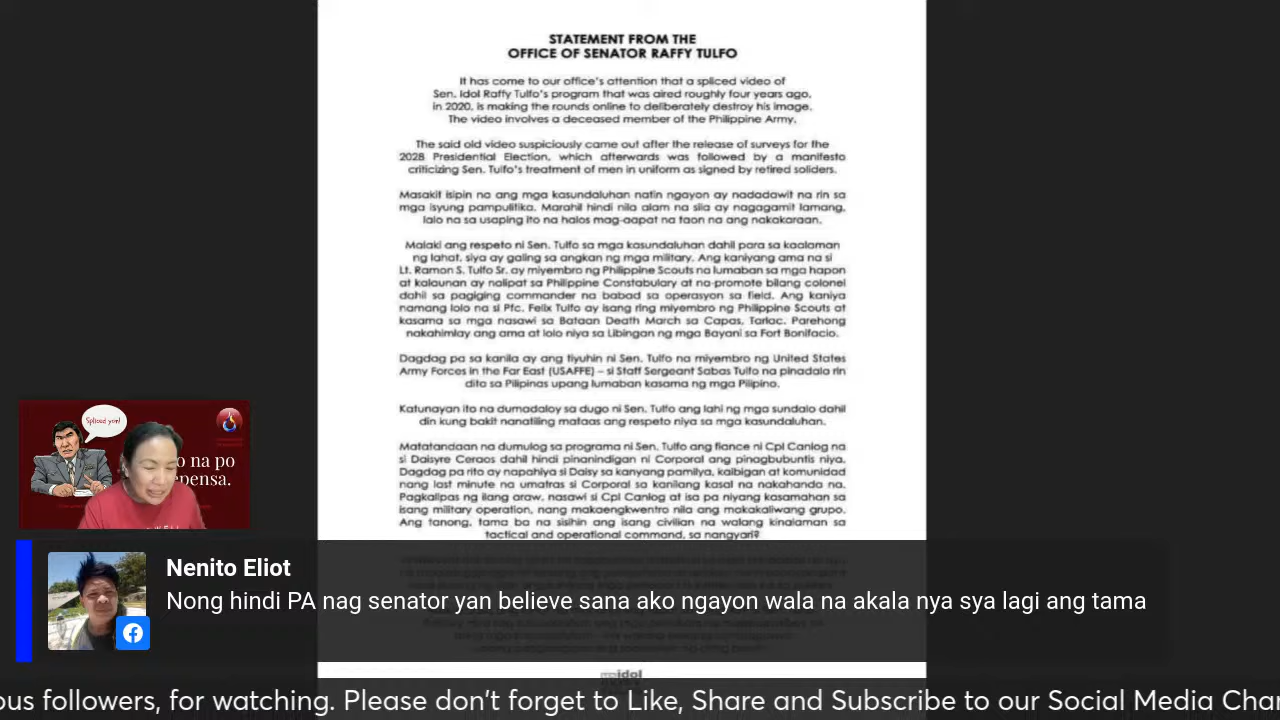 STATEMENT FROM THE
OFFICE OF SENATOR RAFFY TULFO
It has come to our office's attention that a spliced video of
Sen. Idol Raffy Tulfo's program that was aired roughly four years ago,
in 2020, is making the rounds online to deliberately destroy his image.
The video involves a deceased member of the Philippine Army.
The said old video suspiciously came out after the release of surveys for the
2028 Presidential Election, which afterwards was followed by a manifesto
criticizing Sen. Tulfo's treatment of men in uniform as signed by retired soliders.
Masakit isipin na ang mga kasundaluhan natin ngayon ay nadadawit na rin sa
mga isyung pampulitika. Marahil hindi nila alam na sila ay nagagamit lamang,
lalo na sa usaping ito na halos mag-aapat na taon na ang nakakaraan.
Malaki ang respeto ni Sen. Tulfo sa mga kasundaluhan dahil para sa kaalaman
ng lahat, siya ay galing sa angkan ng mga military. Ang kaniyang ama na si
Lt. Ramon S. Tulfo Sr. ay miyembro ng Philippine Scouts na lumaban sa mga hapon
at kalaunan ay nalipat sa Philippine Constabulary at na-promote bilang colonel
dahil sa pagiging commander na babad sa operasyon sa field. Ang kaniya
namang lolo na si Pfc. Felix Tulfo ay isang ring miyembro ng Philippine Scouts at
kasama sa mga nasawi sa Bataan Death March sa Capas, Tarlac. Parehong
nakahimlay ang ama at lolo niya sa Libingan ng mga Bayani sa Fort Bonifacio.
Dagdag pa sa kanila ay ang tiyuhin ni Sen. Tulfo na miyembro ng United States
Army Forces in the Far East (USAFFE) – si Staff Sergeant Sabas Tulfo na pinadala rin
dito sa Pilipinas upang lumaban kasama ng mga Pilipino.
Katunayan ito na dumadaloy sa dugo ni Sen. Tulfo ang lahi ng mga sundalo dahil
din kung bakit nanatiling mataas ang respeto niya sa mga kasundaluhan.
Matatandaan na dumulog sa programa ni Sen. Tulfo ang fiance ni Cpl Canlog na
si Daisyre Ceraos dahil hindi pinanindigan ni Corporal ang pinagbubuntis niya.
Dagdag pa rito ay napahiya si Daisy sa kanyang pamilya, kaibigan at komunidad
nang last minute na umatras si Corporal sa kanilang kasal na nakahanda na.
Pagkalipas ng ilang araw, nasawi si Cpl Canlog at isa pa niyang kasamahan sa
isang military operation, nang makaengkwentro nila ang makakaliwang grupo.
Ang tanong, tama ba na sisihin ang isang civilian na walang kinalaman sa
tactical and operational command, sa nangyari?
Spliced yan!
o na po
epensa.
Nenito Eliot
Nong hindi PA nag senator yan believe sana ako ngayon wala na akala nya sya lagi ang tama
idol
ous followers, for watching. Please don't forget to Like, Share and Subscribe to our Social Media Chan